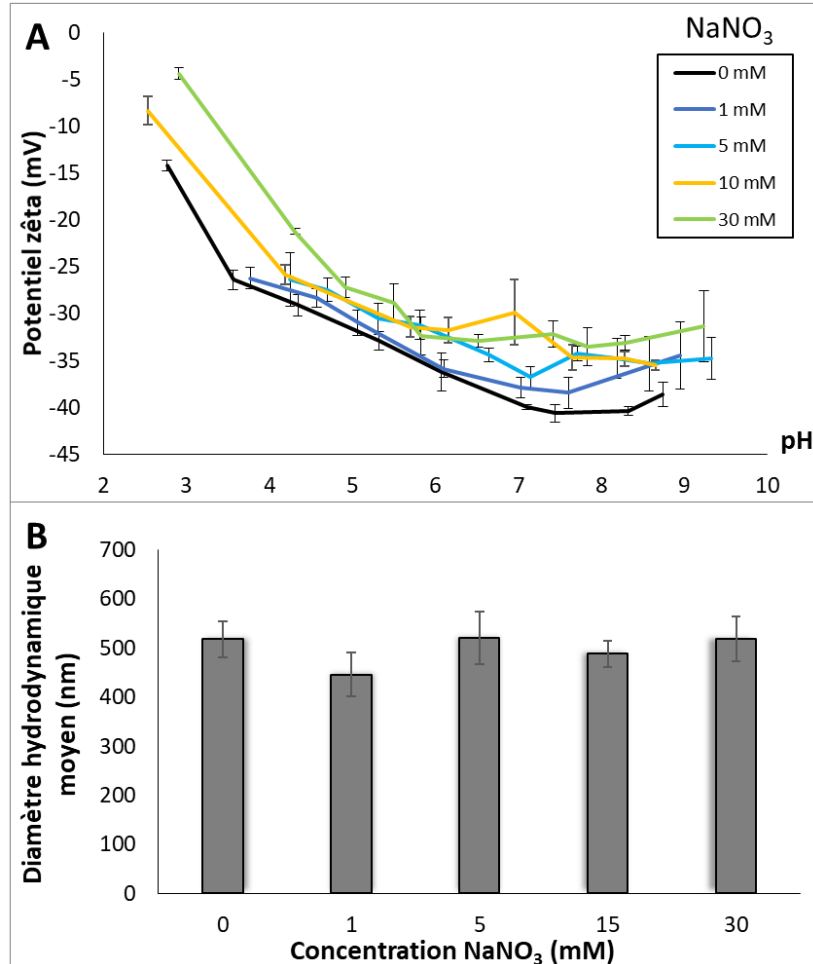 A
NaNO₃
0 mM
1 mM
5 mM
10 mM
30 mM
Potentiel zêta (mV)
0
-5
-10
-15
-20
-25
-30
-35
-40
-45
pH
2 3 4 5 6 7 8 9 10
B
Diamètre hydrodynamique
moyen (nm)
700
600
500
400
300
200
100
0
0 1 5 15 30
Concentration NaNO₃ (mM)